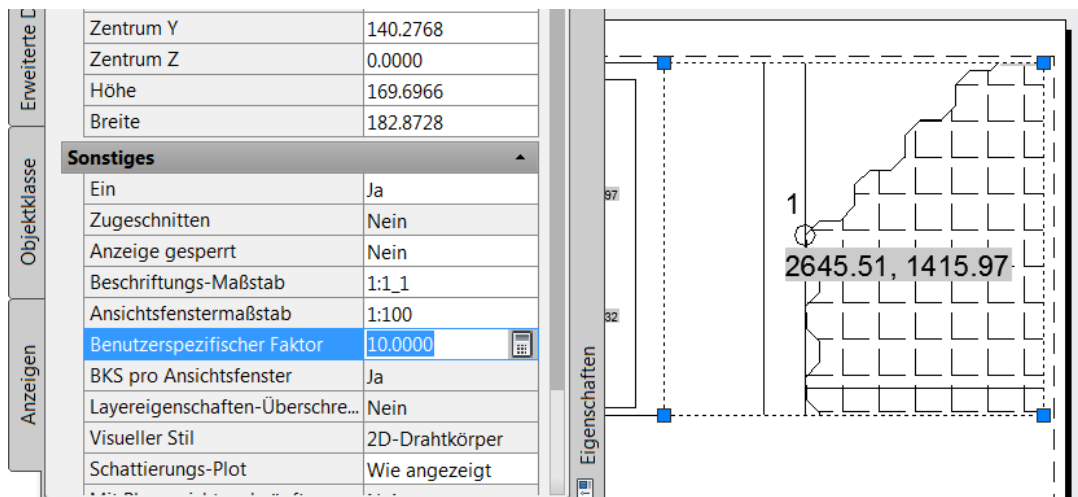 Erweiterte D
Objektklasse
Anzeigen
Zentrum Y 140.2768
Zentrum Z 0.0000
Höhe 169.6966
Breite 182.8728
Sonstiges
Ein Ja
Zugeschnitten Nein
Anzeige gesperrt Nein
Beschriftungs-Maßstab 1:1_1
Ansichtsfenstermaßstab 1:100
Benutzerspezifischer Faktor 10.0000
BKS pro Ansichtsfenster Ja
Layereigenschaften-Überschre... Nein
Visueller Stil 2D-Drahtkörper
Schattierungs-Plot Wie angezeigt
Eigenschaften
97
32
1
2645.51, 1415.97